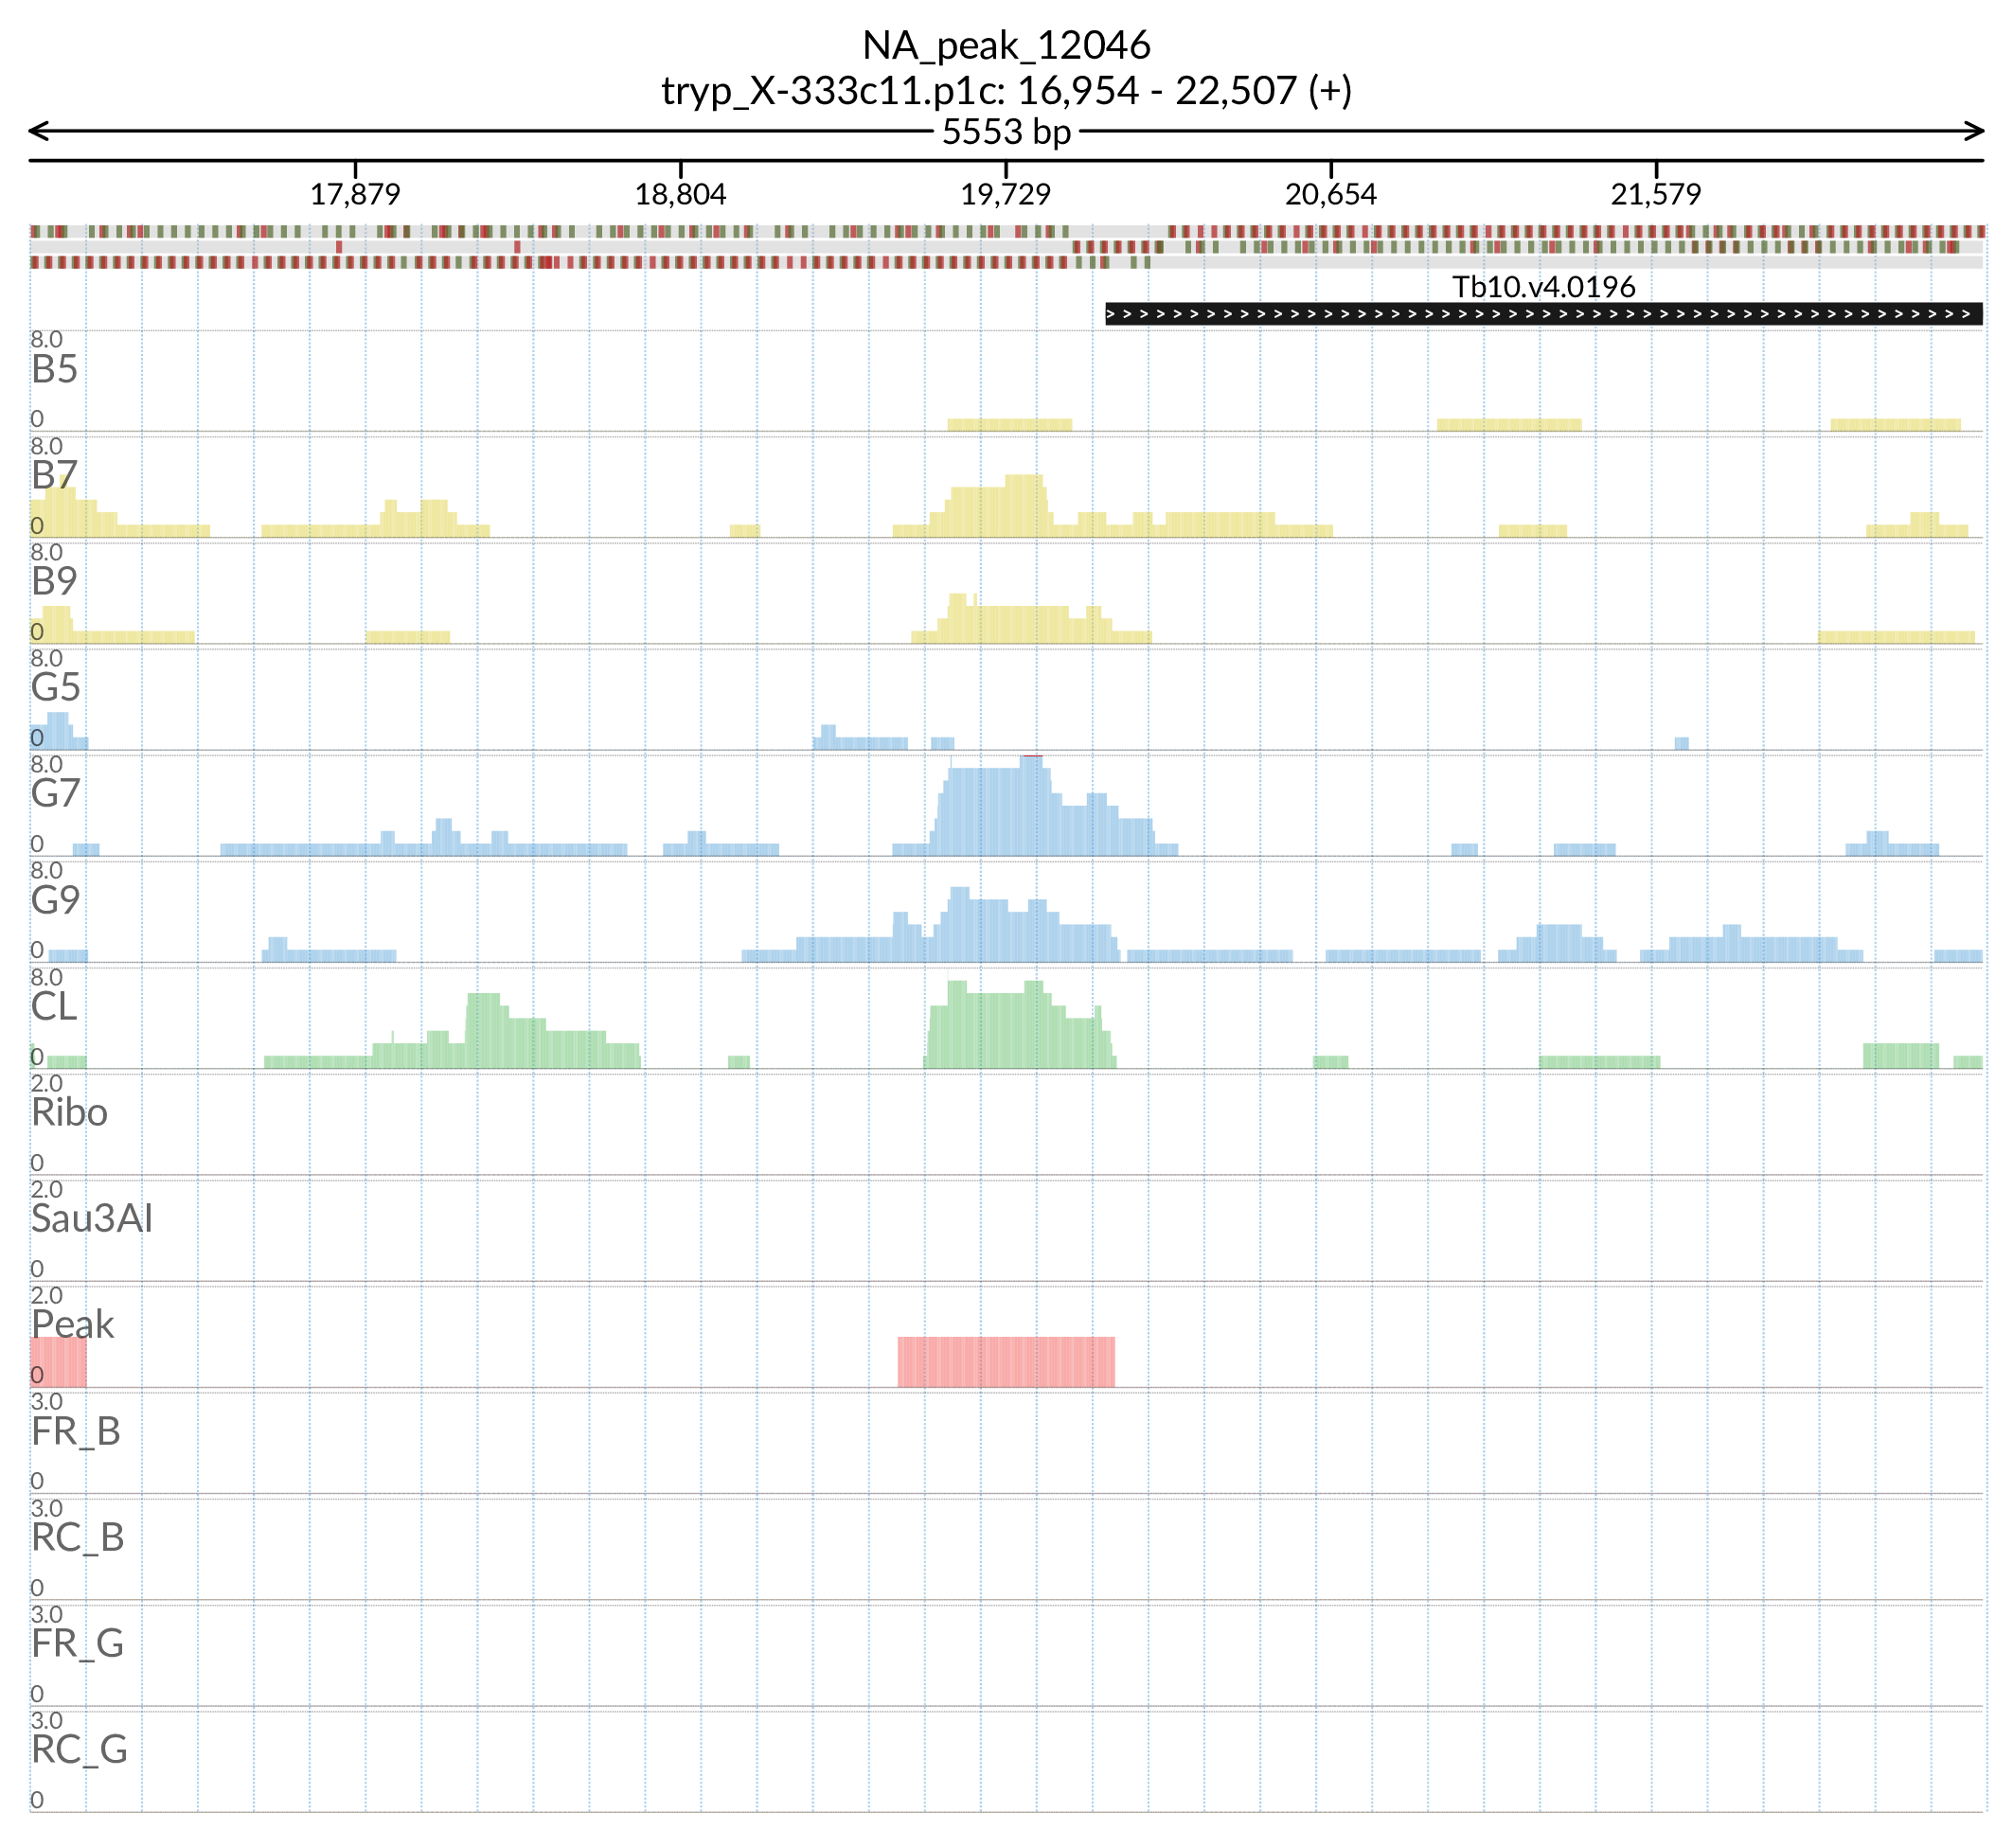 NA_peak_12046
tryp_X-333c11.p1c: 16,954 - 22,507 (+)
5553 bp
17,879 18,804 19,729 20,654 21,579
Tb10.v4.0196
8.0
B5
0
8.0
B7
0
8.0
B9
0
8.0
G5
0
8.0
G7
0
8.0
G9
0
8.0
CL
0
2.0
Ribo
0
2.0
Sau3AI
0
2.0
Peak
0
3.0
FR_B
0
3.0
RC_B
0
3.0
FR_G
0
3.0
RC_G
0